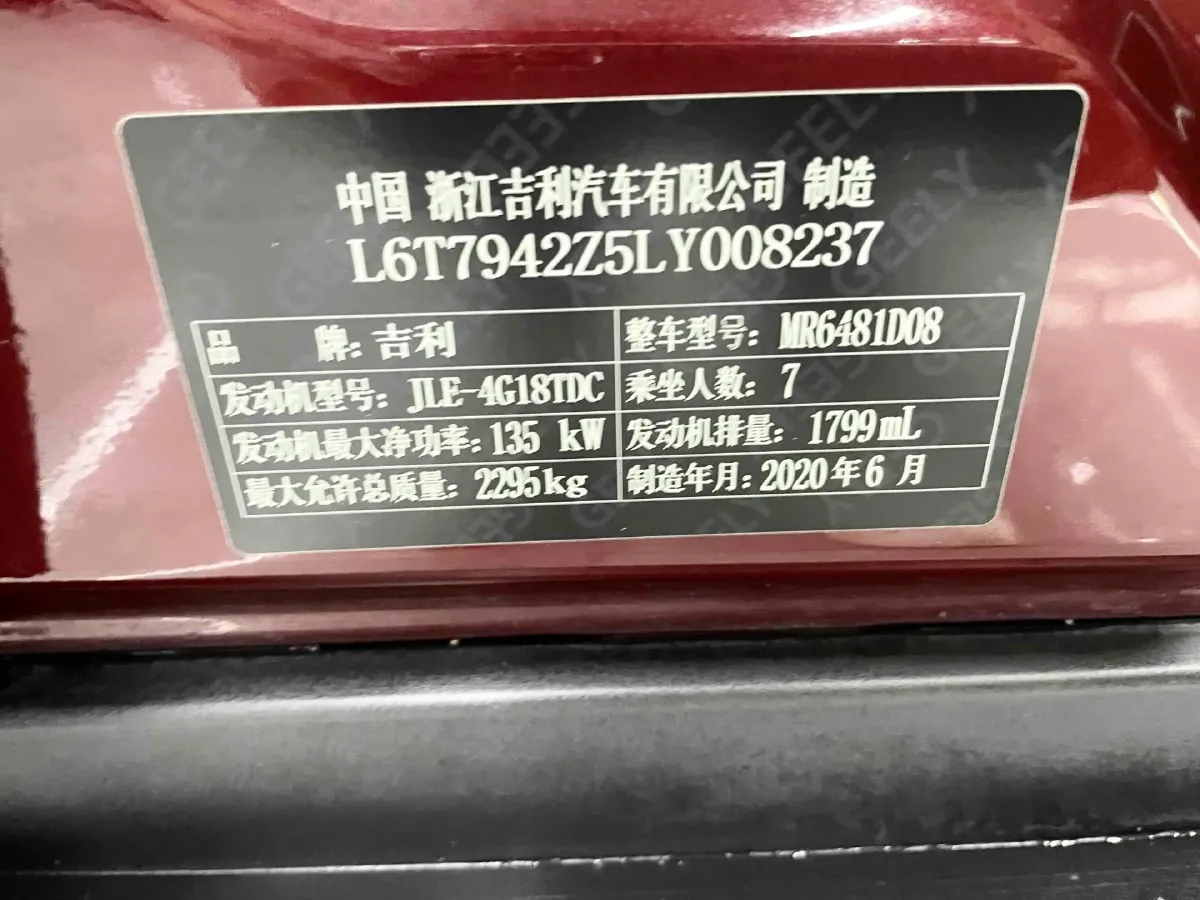 中国 浙江吉利汽车有限公司 制造
L6T7942Z5LY008237
品 牌: 吉利 整车型号: MR6481D08
发动机型号: JLE-4G18TDC 乘坐人数: 7
发动机最大净功率: 135 kW 发动机排量: 1799mL
最大允许总质量: 2295kg 制造年月: 2020年6月